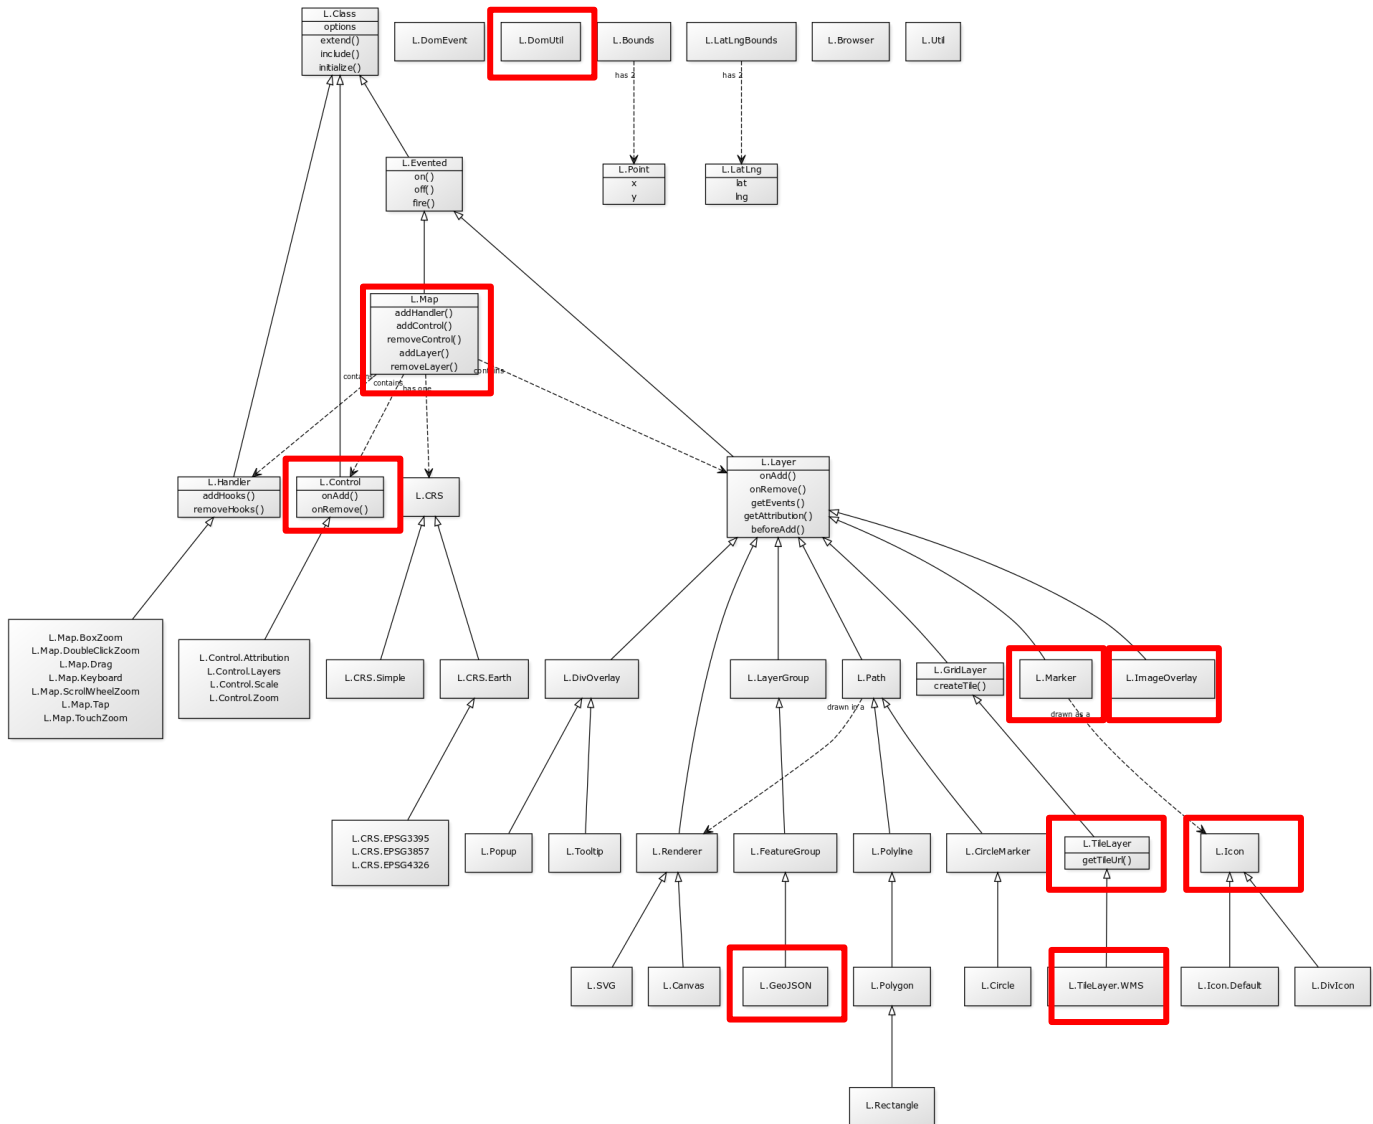 L.Class
options
extend()
include()
initialize()
L.DomEvent
L.DomUtil
L.Bounds
L.LatLngBounds
L.Browser
L.Util
has 2
has 2
L.Evented
on()
off()
fire()
L.Point
x
y
L.LatLng
lat
lng
L.Map
addHandler()
addControl()
removeControl()
addLayer()
removeLayer()
contains
contains
has one
contains
L.Handler
addHooks()
removeHooks()
L.Control
onAdd()
onRemove()
L.CRS
L.Layer
onAdd()
onRemove()
getEvents()
getAttribution()
beforeAdd()
L.Map.BoxZoom
L.Map.DoubleClickZoom
L.Map.Drag
L.Map.Keyboard
L.Map.ScrollWheelZoom
L.Map.Tap
L.Map.TouchZoom
L.Control.Attribution
L.Control.Layers
L.Control.Scale
L.Control.Zoom
L.CRS.Simple
L.CRS.Earth
L.DivOverlay
L.LayerGroup
L.Path
L.GridLayer
createTile()
L.Marker
L.ImageOverlay
drawn in a
drawn as a
L.CRS.EPSG3395
L.CRS.EPSG3857
L.CRS.EPSG4326
L.Popup
L.Tooltip
L.Renderer
L.FeatureGroup
L.Polyline
L.CircleMarker
L.TileLayer
getTileUrl()
L.Icon
L.SVG
L.Canvas
L.GeoJSON
L.Polygon
L.Circle
L.TileLayer.WMS
L.Icon.Default
L.DivIcon
L.Rectangle